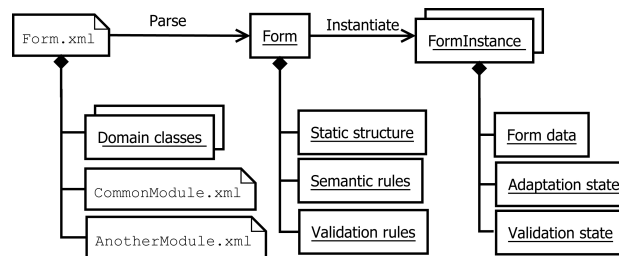 Parse
Instantiate
Form.xml
Form
FormInstance
Domain classes
Static structure
Form data
CommonModule.xml
Semantic rules
Adaptation state
AnotherModule.xml
Validation rules
Validation state